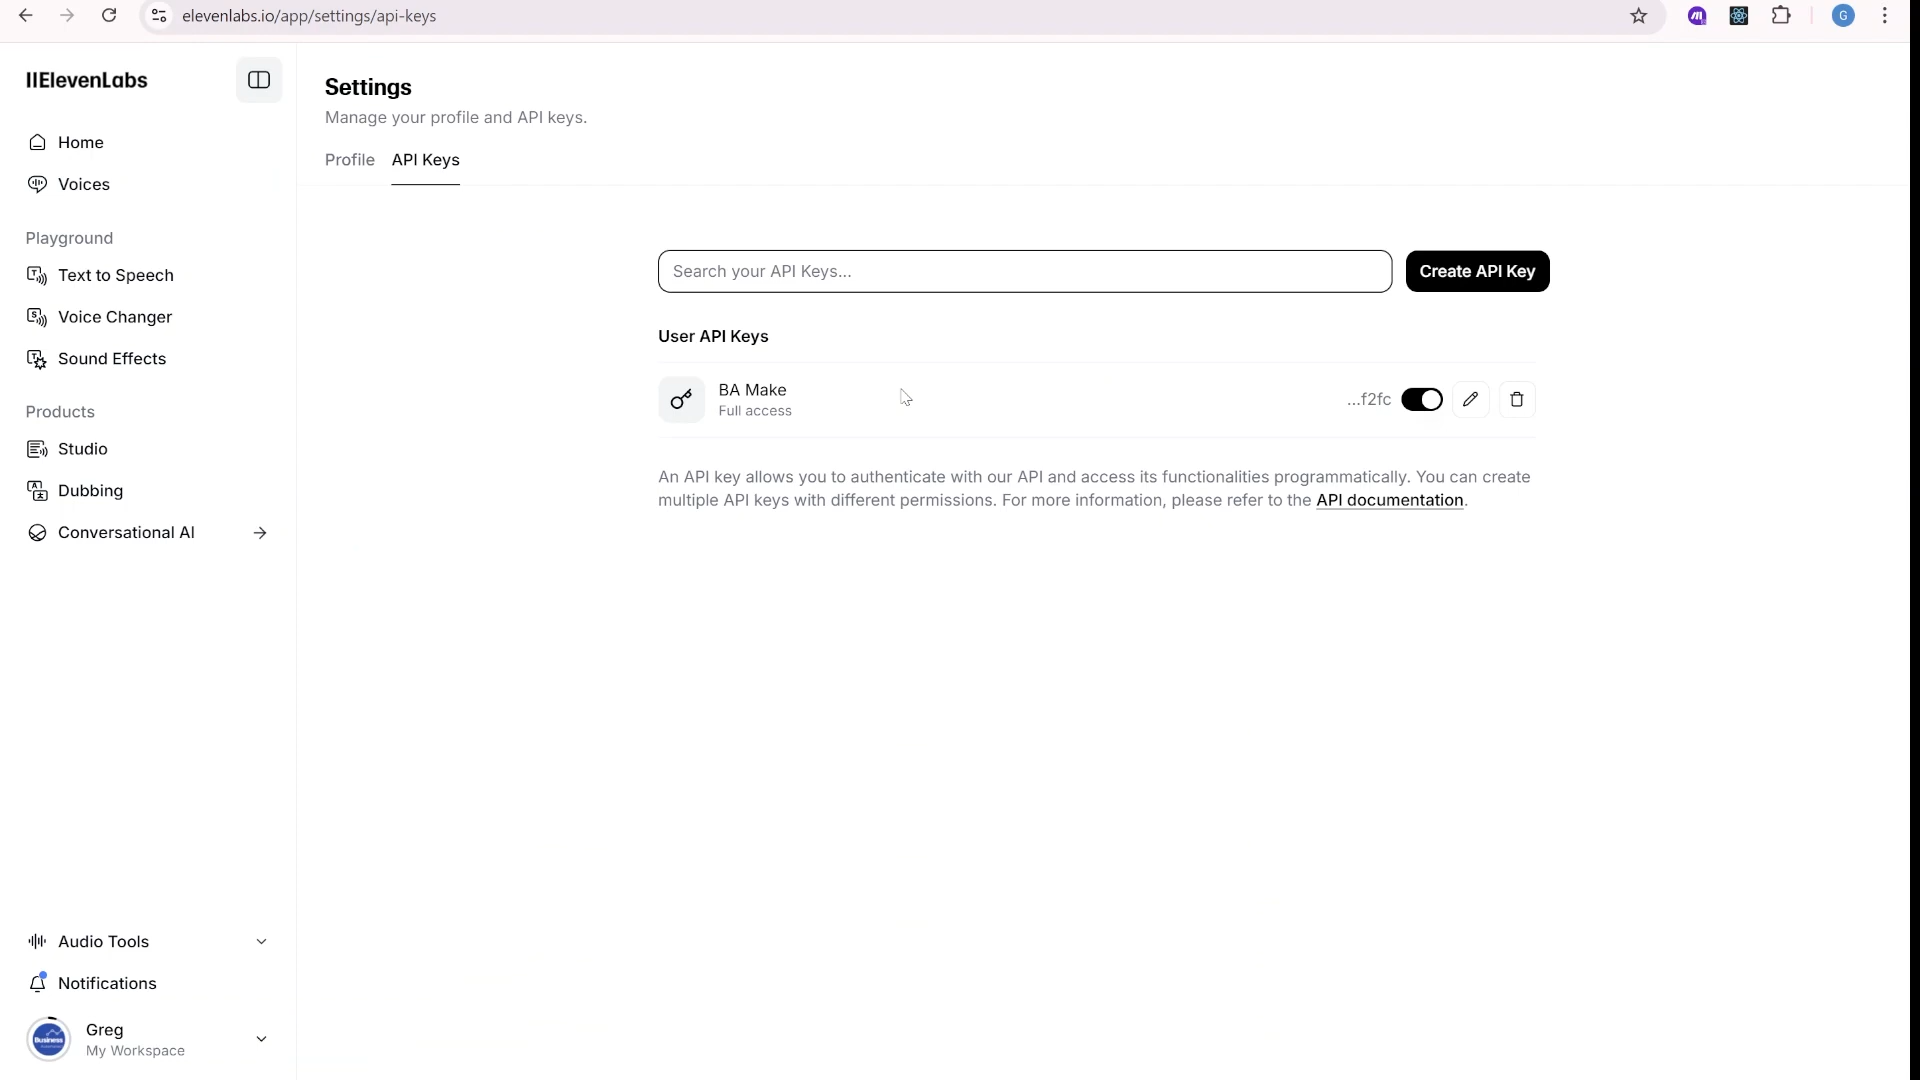 elevenlabs.io/app/settings/api-keys
G
IIElevenLabs
Home
Voices
Playground
Text to Speech
Voice Changer
Sound Effects
Products
Studio
Dubbing
Conversational AI
Audio Tools
Notifications
Business
Greg
My Workspace
Settings
Manage your profile and API keys.
Profile
API Keys
Search your API Keys...
Create API Key
User API Keys
BA Make
Full access
...f2fc
An API key allows you to authenticate with our API and access its functionalities programmatically. You can create
multiple API keys with different permissions. For more information, please refer to the API documentation.